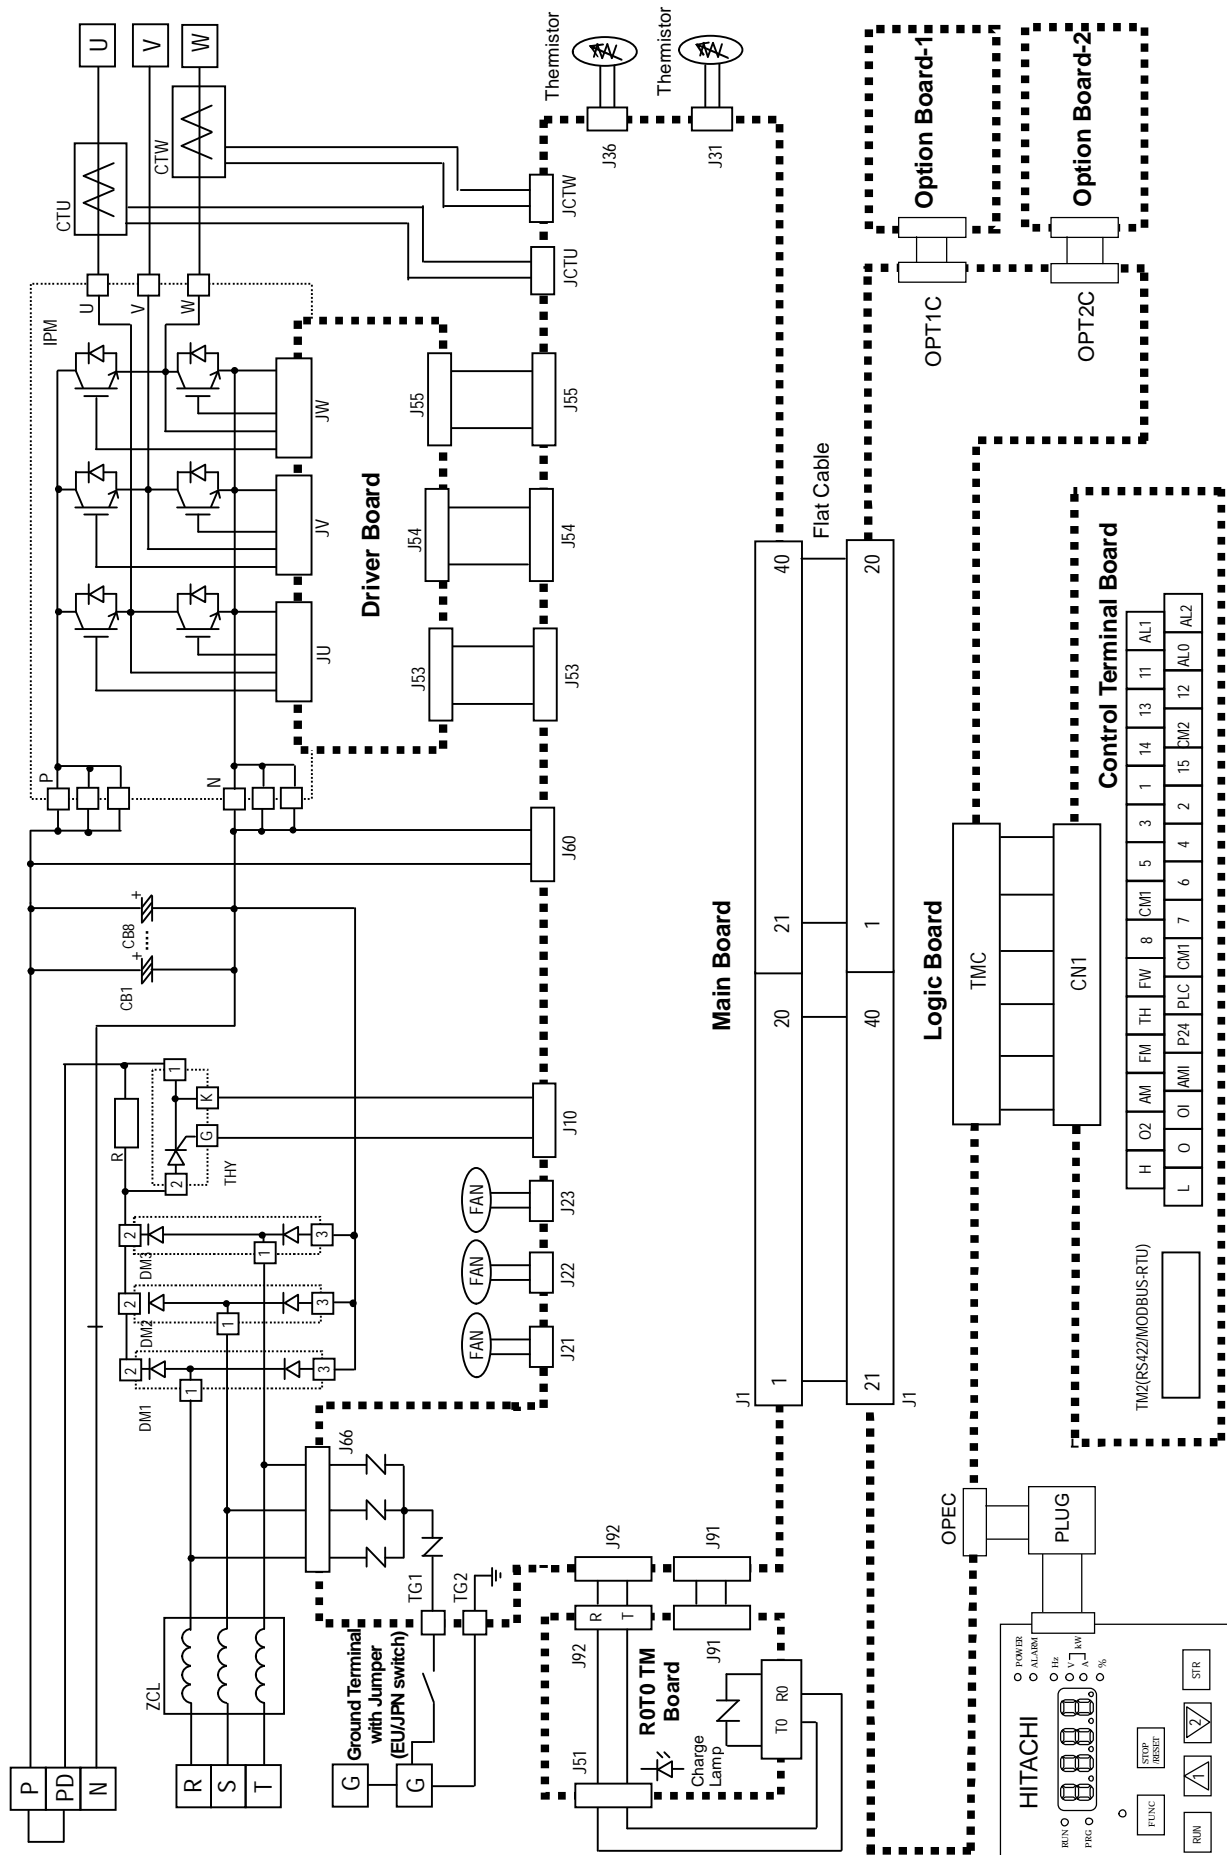 P
PD
N
R
S
T
ZCL
G
G
Ground Terminal
with Jumper
(EU/JPN switch)
TG1
TG2
J66
DM1
DM2
DM3
2
1
3
2
1
3
2
1
3
R
THY
2
1
G
K
CB1
CB8
+
+
P
N
IPM
U
V
W
CTU
CTW
U
V
W
JU
JV
JW
Driver Board
J53
J54
J55
FAN
FAN
FAN
J21
J22
J23
J10
J60
J53
J54
J55
JCTU
JCTW
Themistor
Themistor
J36
J31
J92
J91
J92
R
T
J91
J51
R0T0 TM
Board
Charge
Lamp
T0
R0
Main Board
J1
1
20
21
40
Flat Cable
21
40
1
20
J1
Logic Board
OPT1C
Option Board-1
OPT2C
Option Board-2
TMC
CN1
Control Terminal Board
H
O2
AM
FM
TH
FW
8
CM1
5
3
1
14
13
11
AL1
L
O
OI
AMI
P24
PLC
CM1
7
6
4
2
15
CM2
12
AL0
AL2
TM2(RS422/MODBUS-RTU)
OPEC
PLUG
HITACHI
POWER
ALARM
Hz
V
A
kW
%
RUN
PRG
RUN
FUNC
1
STOP
/RESET
2
STR